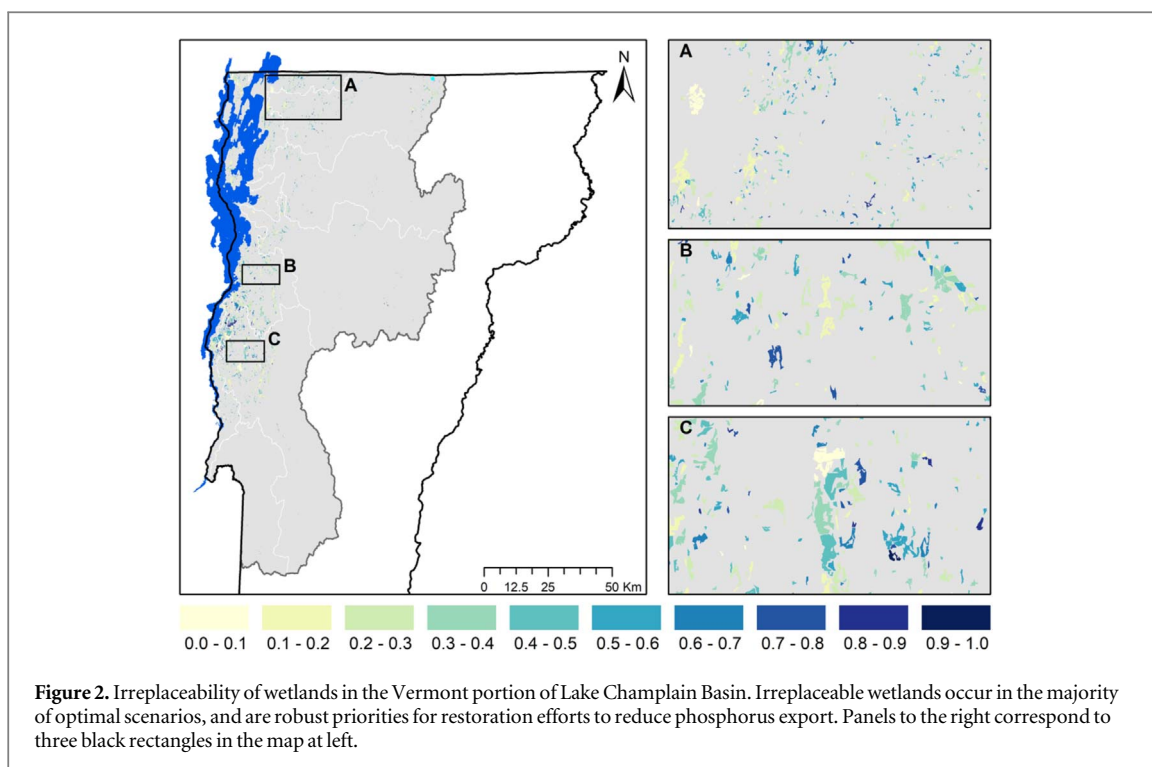 N
A
B
C
0 12.5 25 50 Km
A
B
C
0.0 - 0.1 0.1 - 0.2 0.2 - 0.3 0.3 - 0.4 0.4 - 0.5 0.5 - 0.6 0.6 - 0.7 0.7 - 0.8 0.8 - 0.9 0.9 - 1.0
Figure 2. Irreplaceability of wetlands in the Vermont portion of Lake Champlain Basin. Irreplaceable wetlands occur in the majority
of optimal scenarios, and are robust priorities for restoration efforts to reduce phosphorus export. Panels to the right correspond to
three black rectangles in the map at left.